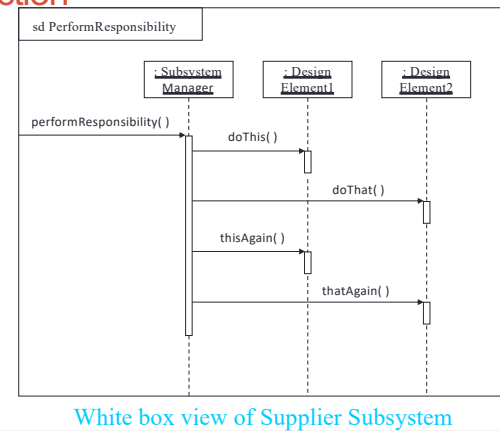 sd PerformResponsibility
: Subsystem
Manager
: Design
Element1
: Design
Element2
performResponsibility( )
doThis( )
doThat( )
thisAgain( )
thatAgain( )
White box view of Supplier Subsystem